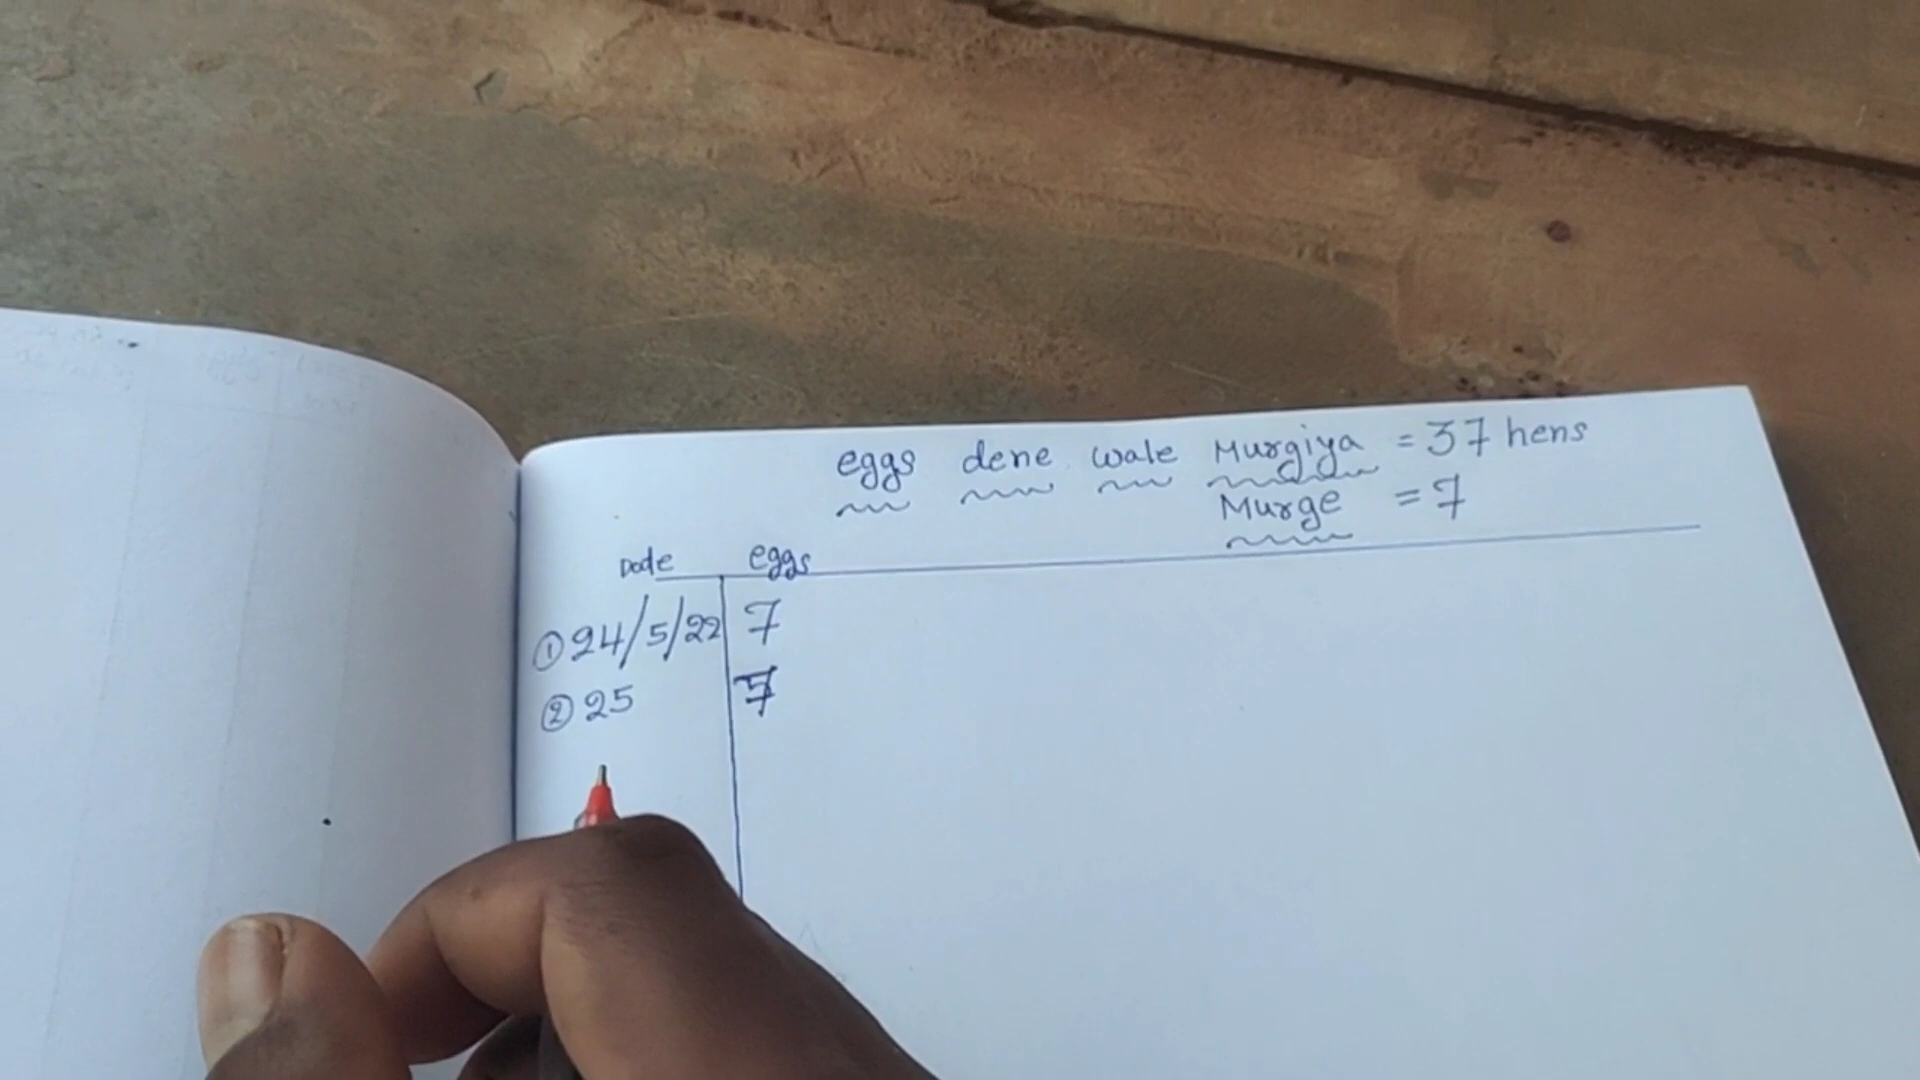 eggs dene wale Murgiya = 37 hens
Murge = 7
Date eggs
① 24/5/22 7
② 25 7